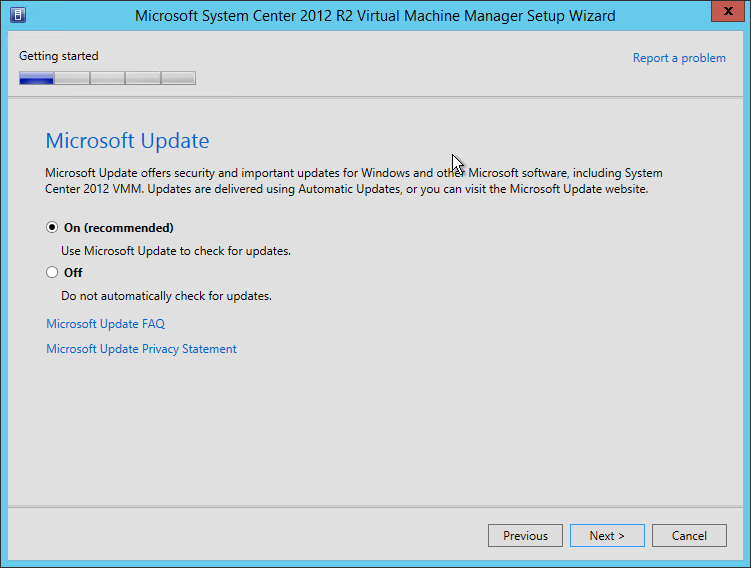 Microsoft System Center 2012 R2 Virtual Machine Manager Setup Wizard
x
Getting started
Report a problem
Microsoft Update
Microsoft Update offers security and important updates for Windows and other Microsoft software, including System
Center 2012 VMM. Updates are delivered using Automatic Updates, or you can visit the Microsoft Update website.
On (recommended)
Use Microsoft Update to check for updates.
Off
Do not automatically check for updates.
Microsoft Update FAQ
Microsoft Update Privacy Statement
Previous
Next >
Cancel